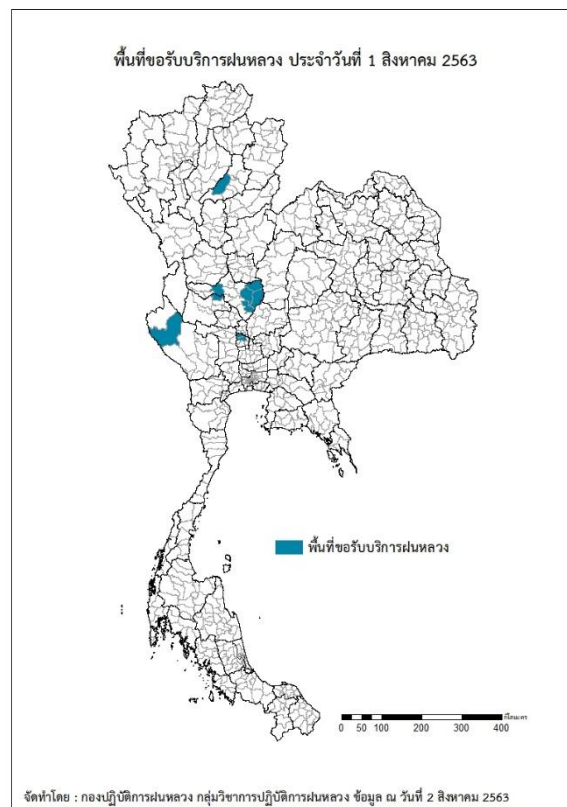 พื้นที่ขอรับบริการฝนหลวง ประจำวันที่ 1 สิงหาคม 2563
พื้นที่ขอรับบริการฝนหลวง
กิโลเมตร
0 50 100 200 300 400
จัดทำโดย : กองปฏิบัติการฝนหลวง กลุ่มวิชาการปฏิบัติการฝนหลวง ข้อมูล ณ วันที่ 2 สิงหาคม 2563